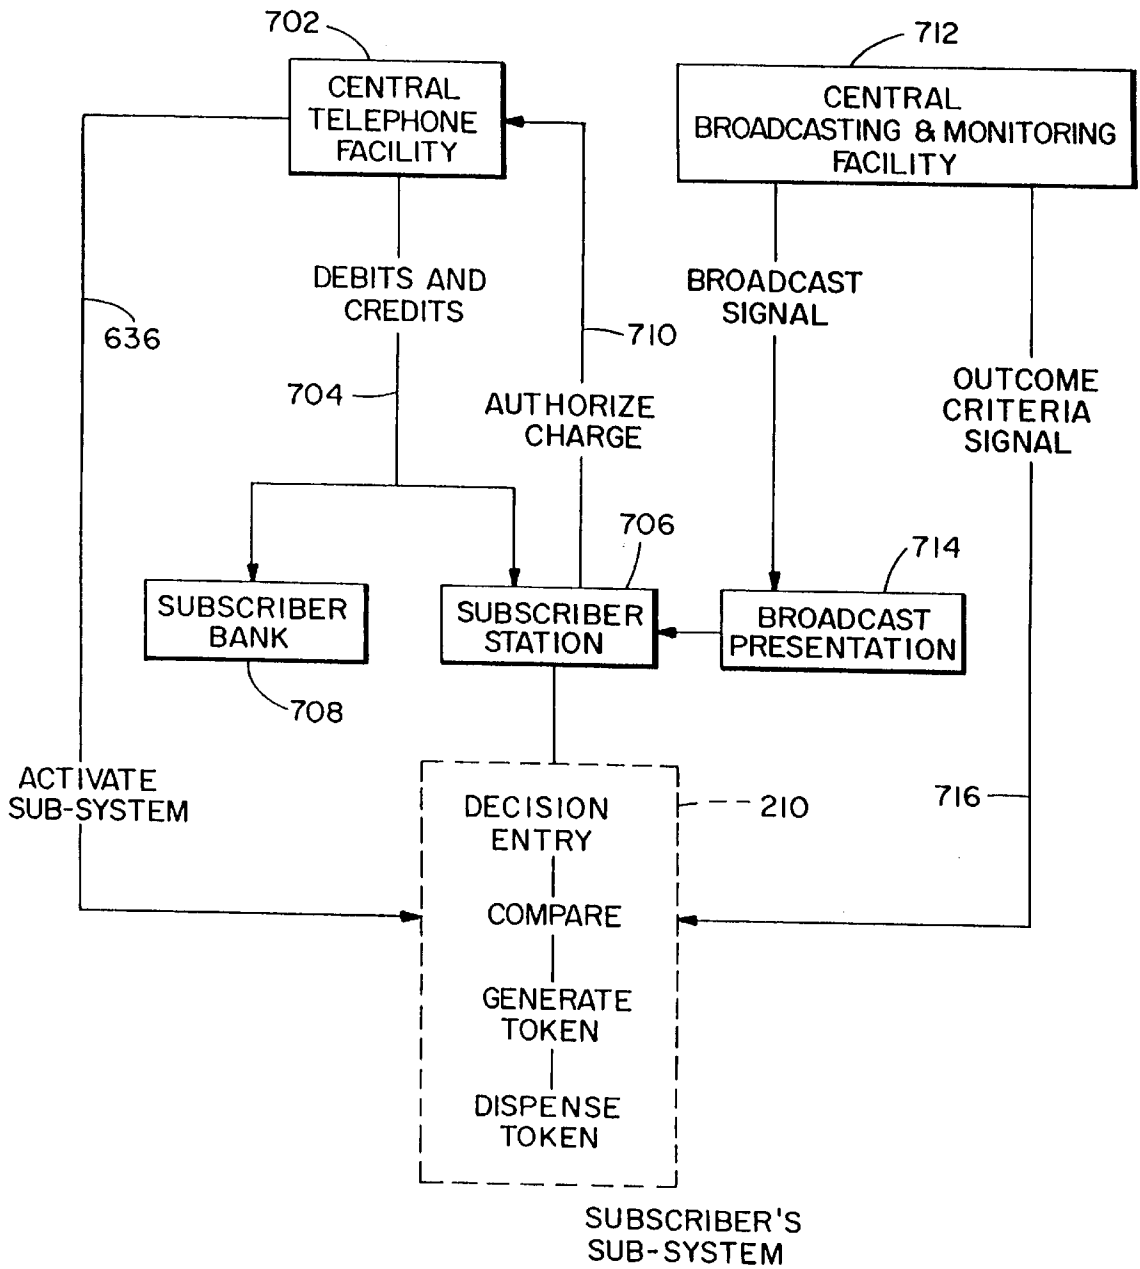 702
712
CENTRAL
TELEPHONE
FACILITY
CENTRAL
BROADCASTING & MONITORING
FACILITY
DEBITS AND
CREDITS
BROADCAST
SIGNAL
636
710
704
AUTHORIZE
CHARGE
OUTCOME
CRITERIA
SIGNAL
706
714
SUBSCRIBER
BANK
SUBSCRIBER
STATION
BROADCAST
PRESENTATION
708
ACTIVATE
SUB-SYSTEM
716
DECISION
ENTRY
210
COMPARE
GENERATE
TOKEN
DISPENSE
TOKEN
SUBSCRIBER'S
SUB-SYSTEM